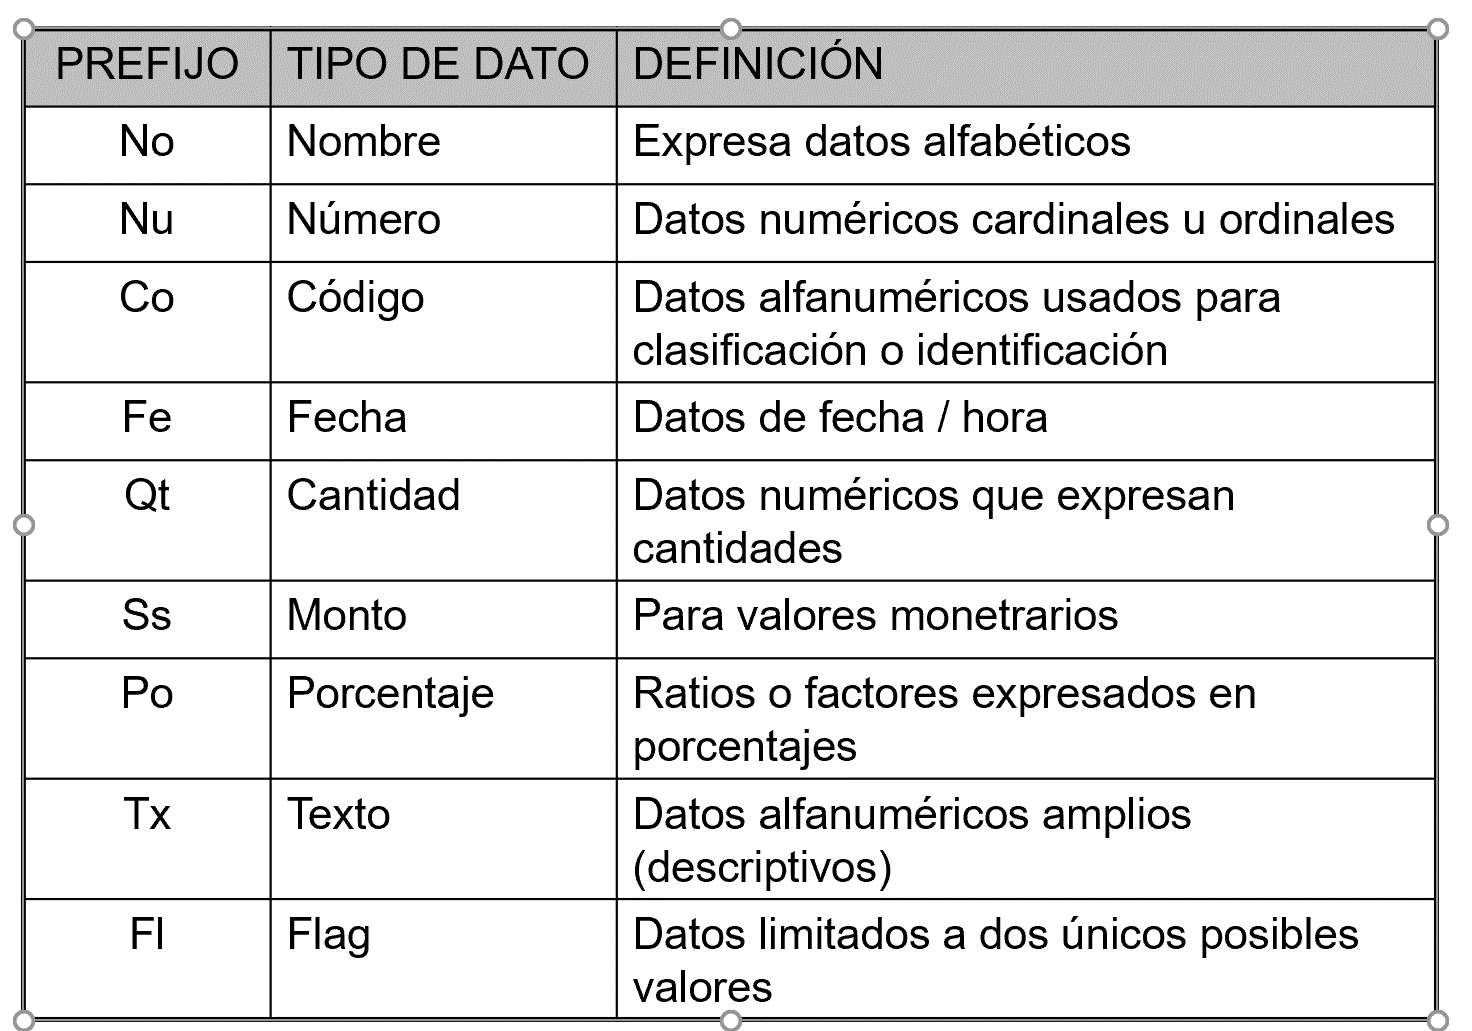 PREFIJO TIPO DE DATO DEFINICIÓN
No Nombre Expresa datos alfabéticos
Nu Número Datos numéricos cardinales u ordinales
Co Código Datos alfanuméricos usados para
clasificación o identificación
Fe Fecha Datos de fecha / hora
Qt Cantidad Datos numéricos que expresan
cantidades
Ss Monto Para valores monetrarios
Po Porcentaje Ratios o factores expresados en
porcentajes
Tx Texto Datos alfanuméricos amplios
(descriptivos)
Fl Flag Datos limitados a dos únicos posibles
valores